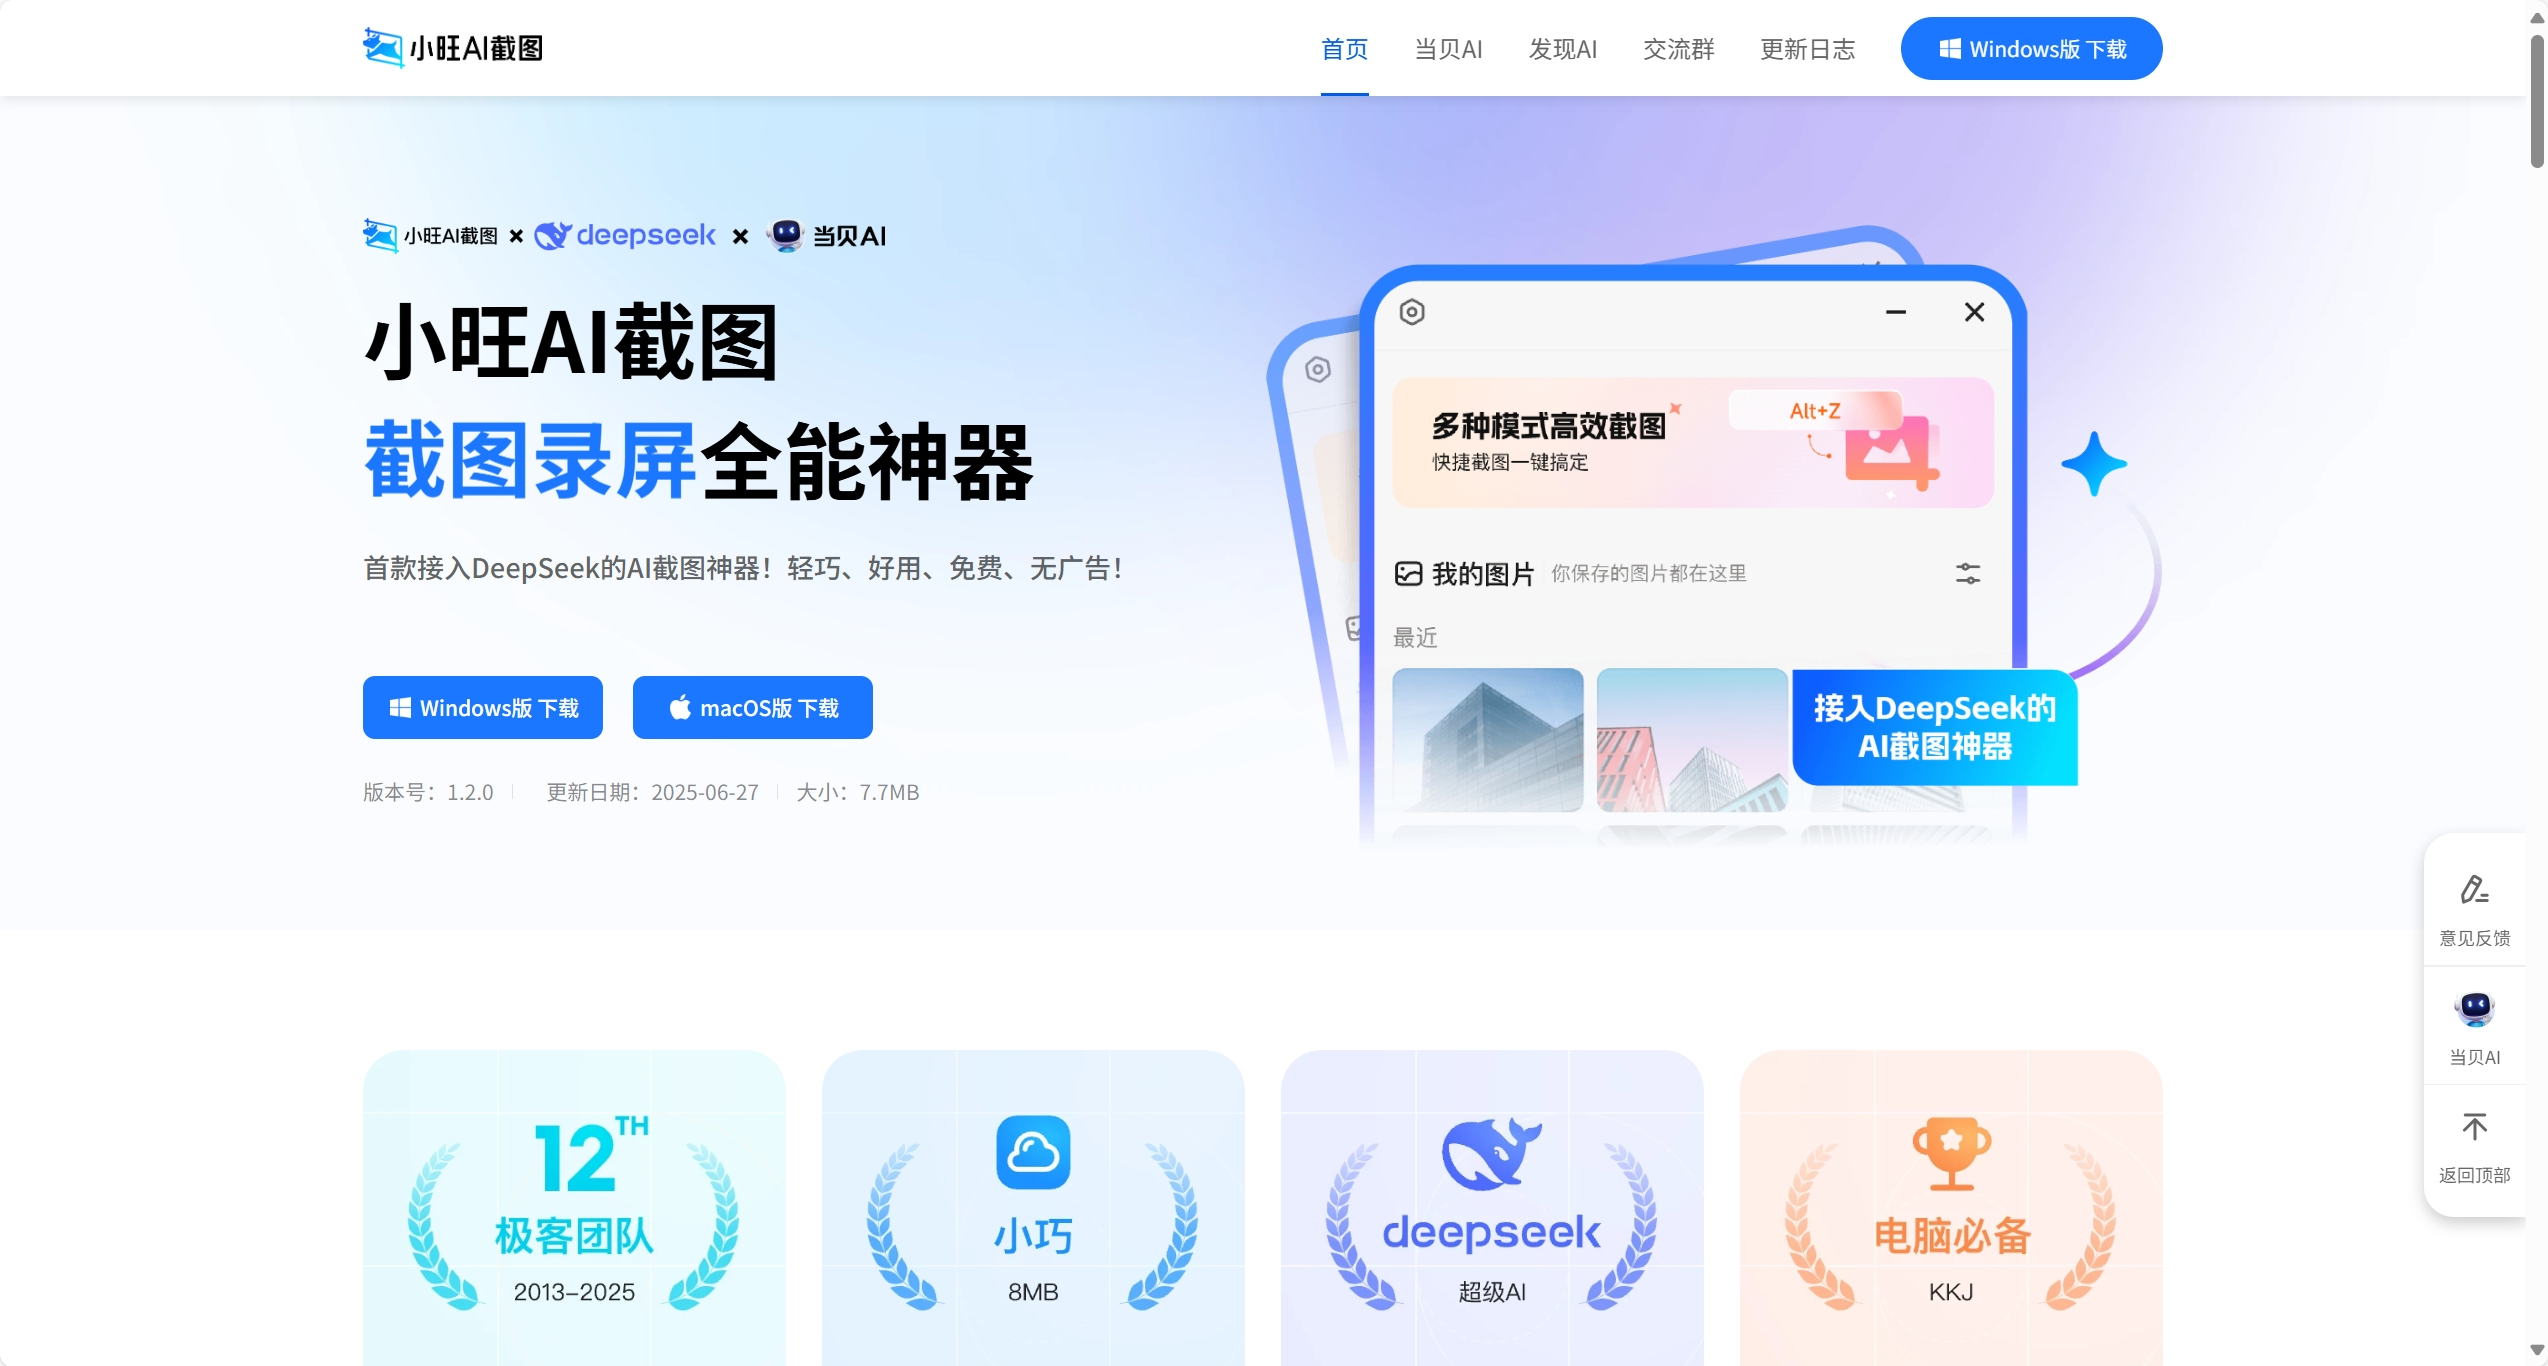 小旺AI截图
首页
当贝AI
发现AI
交流群
更新日志
Windows版 下载
小旺AI截图 × deepseek × 当贝AI
小旺AI截图
截图录屏全能神器
首款接入DeepSeek的AI截图神器！轻巧、好用、免费、无广告！
Windows版 下载
macOS版 下载
版本号：1.2.0
更新日期：2025-06-27
大小：7.7MB
多种模式高效截图
快捷截图一键搞定
Alt+Z
我的图片
你保存的图片都在这里
最近
接入DeepSeek的
AI截图神器
意见反馈
当贝AI
返回顶部
12TH
极客团队
2013-2025
小巧
8MB
deepseek
超级AI
电脑必备
KKJ